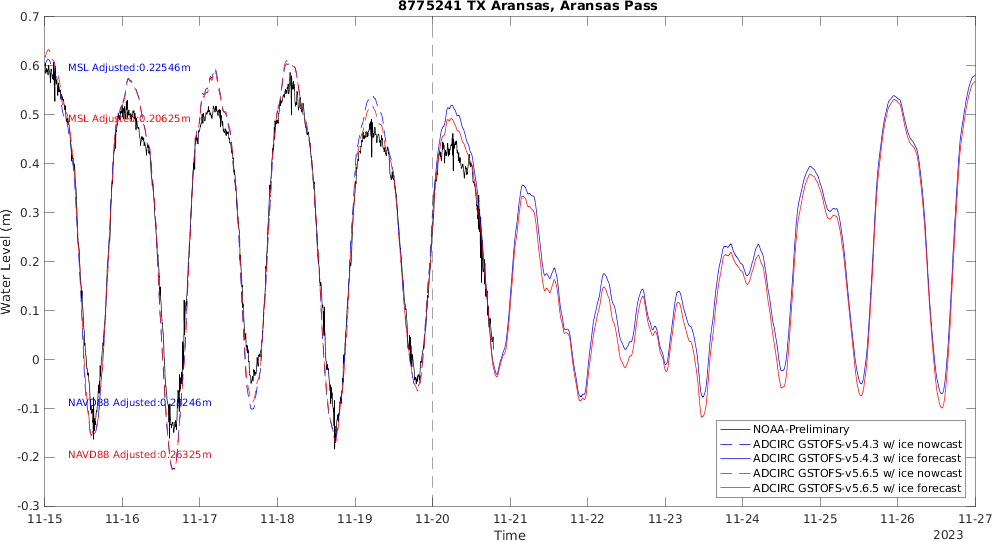 8775241 TX Aransas, Aransas Pass
0.7
0.6
0.5
0.4
0.3
0.2
0.1
0
-0.1
-0.2
-0.3
Water Level (m)
MSL Adjusted:0.22546m
MSL Adjusted:0.20625m
NAVD88 Adjusted:0.28246m
NAVD88 Adjusted:0.26325m
NOAA-Preliminary
ADCIRC GSTOFS-v5.4.3 w/ ice nowcast
ADCIRC GSTOFS-v5.4.3 w/ ice forecast
ADCIRC GSTOFS-v5.6.5 w/ ice nowcast
ADCIRC GSTOFS-v5.6.5 w/ ice forecast
11-15 11-16 11-17 11-18 11-19 11-20 11-21 11-22 11-23 11-24 11-25 11-26 11-27
Time
2023